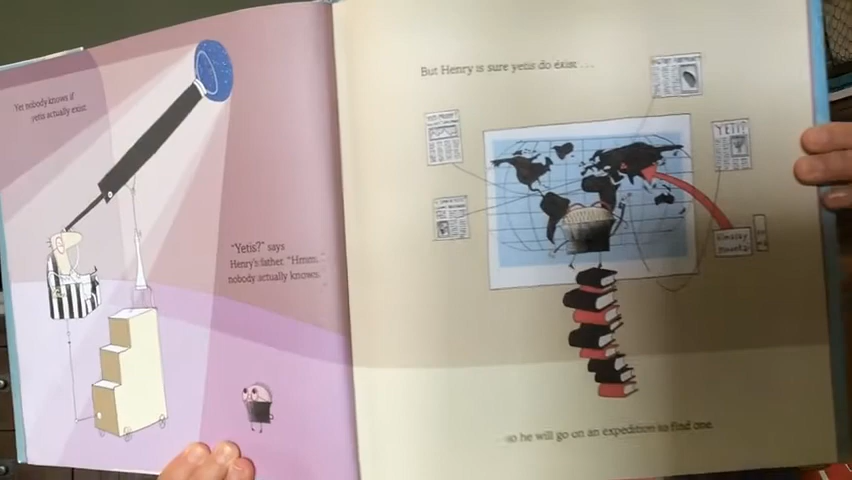 Yet nobody knows if
yetis actually exist.
"Yetis?" says
Henry's father. "Hmm...
nobody actually knows."
But Henry is sure yetis do exist ...
YETI!
so he will go on an expedition to find one.